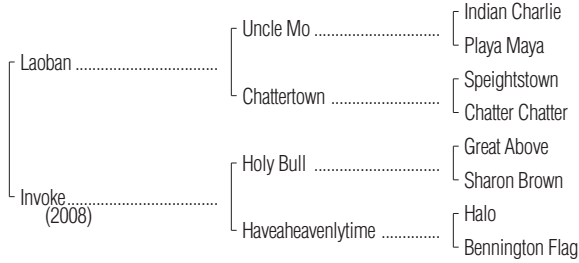 Indian Charlie
Uncle Mo ..................................
Playa Maya
Laoban ......................................
Speightstown
Chattertown .............................
Chatter Chatter
Great Above
Holy Bull ..................................
Sharon Brown
Invoke........................................
(2008)
Halo
Haveaheavenlytime ...............
Bennington Flag